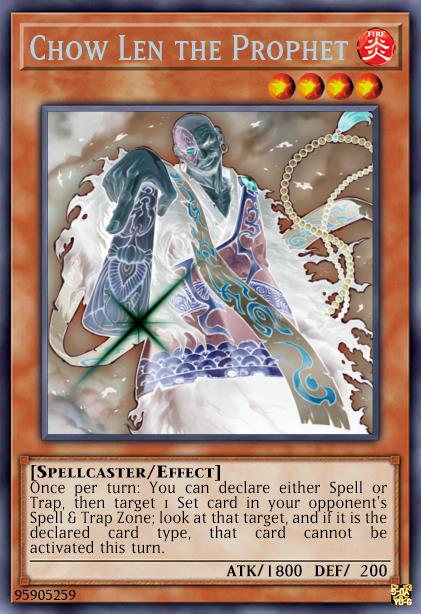 Chow Len the Prophet
FIRE
炎
[Spellcaster/Effect]
Once per turn: You can declare either Spell or
Trap, then target 1 Set card in your opponent's
Spell & Trap Zone; look at that target, and if it is the
declared card type, that card cannot be
activated this turn.
ATK/1800 DEF/ 200
95905259